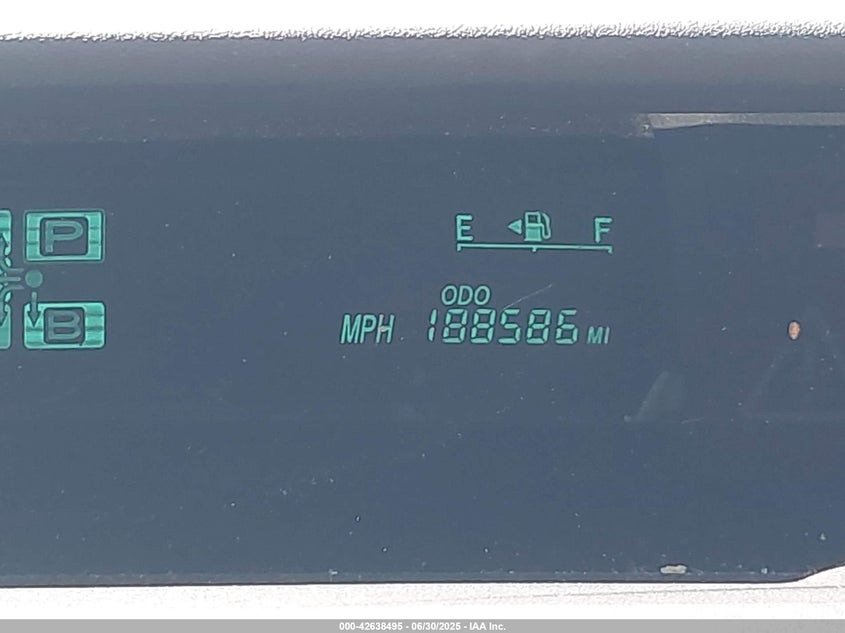 E F
P
ODO
MPH 188586 MI
B
000-42638495 - 06/30/2025 - IAA Inc.